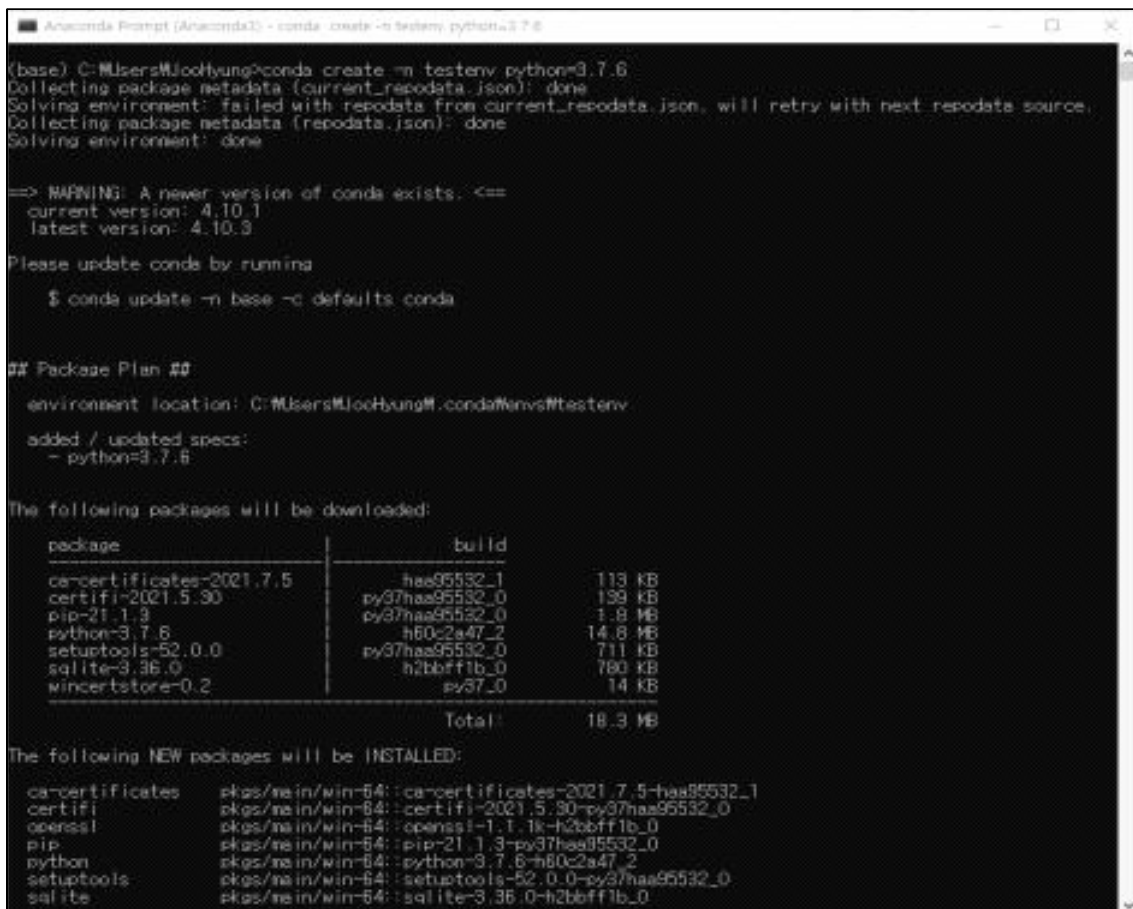 Anaconda Prompt (Anaconda3) - conda create -n testenv python=3.7.6
(base) C:₩Users₩JooHyung>conda create -n testenv python=3.7.6
Collecting package metadata (current_repodata.json): done
Solving environment: failed with repodata from current_repodata.json, will retry with next repodata source.
Collecting package metadata (repodata.json): done
Solving environment: done
==> WARNING: A newer version of conda exists. <==
current version: 4.10.1
latest version: 4.10.3
Please update conda by running
$ conda update -n base -c defaults conda
## Package Plan ##
environment location: C:₩Users₩JooHyung₩.conda₩envs₩testenv
added / updated specs:
- python=3.7.6
The following packages will be downloaded:
package | build
ca-certificates-2021.7.5 | haa95532_1 113 KB
certifi-2021.5.30 | py37haa95532_0 139 KB
pip-21.1.3 | py37haa95532_0 1.8 MB
python-3.7.6 | h60c2a47_2 14.8 MB
setuptools-52.0.0 | py37haa95532_0 711 KB
sqlite-3.36.0 | h2bbff1b_0 780 KB
wincertstore-0.2 | py37_0 14 KB
Total: 18.3 MB
The following NEW packages will be INSTALLED:
ca-certificates pkgs/main/win-64::ca-certificates-2021.7.5-haa95532_1
certifi pkgs/main/win-64::certifi-2021.5.30-py37haa95532_0
openssl pkgs/main/win-64::openssl-1.1.1k-h2bbff1b_0
pip pkgs/main/win-64::pip-21.1.3-py37haa95532_0
python pkgs/main/win-64::python-3.7.6-h60c2a47_2
setuptools pkgs/main/win-64::setuptools-52.0.0-py37haa95532_0
sqlite pkgs/main/win-64::sqlite-3.36.0-h2bbff1b_0